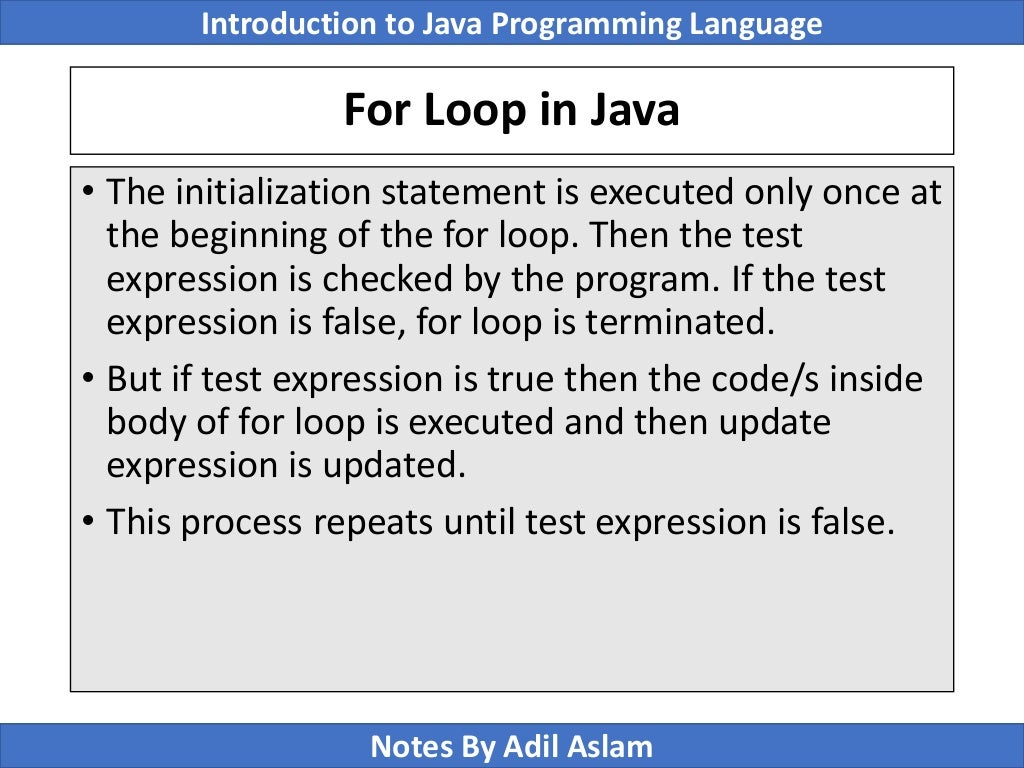 Introduction to Java Programming Language
For Loop in Java
• The initialization statement is executed only once at
the beginning of the for loop. Then the test
expression is checked by the program. If the test
expression is false, for loop is terminated.
• But if test expression is true then the code/s inside
body of for loop is executed and then update
expression is updated.
• This process repeats until test expression is false.
Notes By Adil Aslam